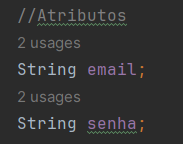 //Atributos
2 usages
String email;
2 usages
String senha;